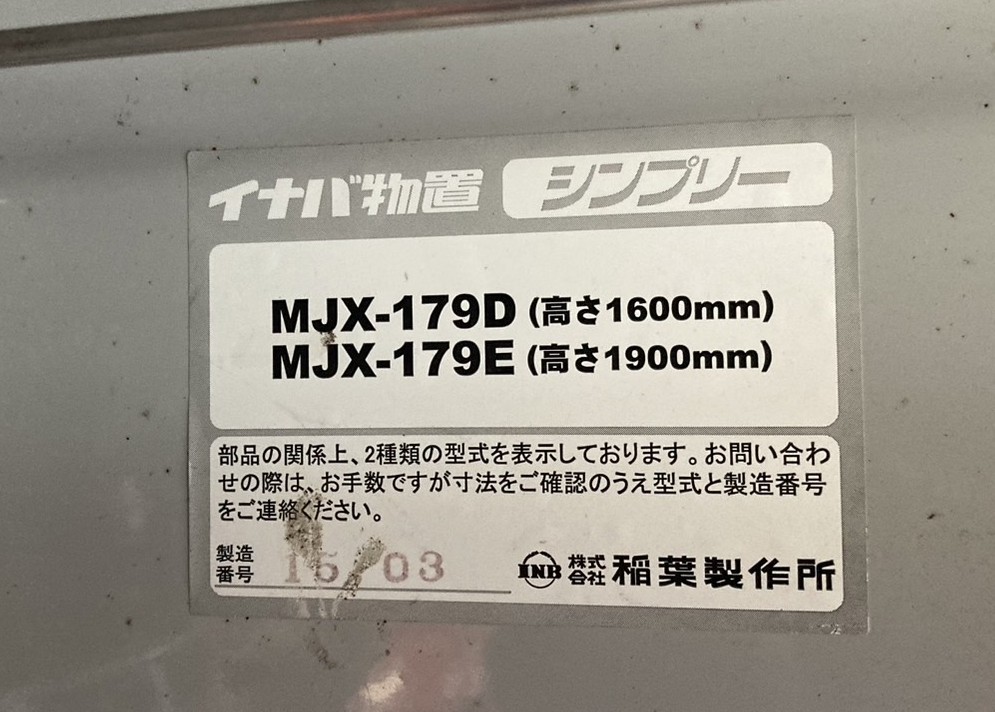 イナバ物置 シンプリー
MJX-179D (高さ1600mm)
MJX-179E (高さ1900mm)
部品の関係上、2種類の型式を表示しております。お問い合わ
せの際は、お手数ですが寸法をご確認のうえ型式と製造番号
をご連絡ください。
製造
番号 15 03
INB 株式
会社 稲葉製作所